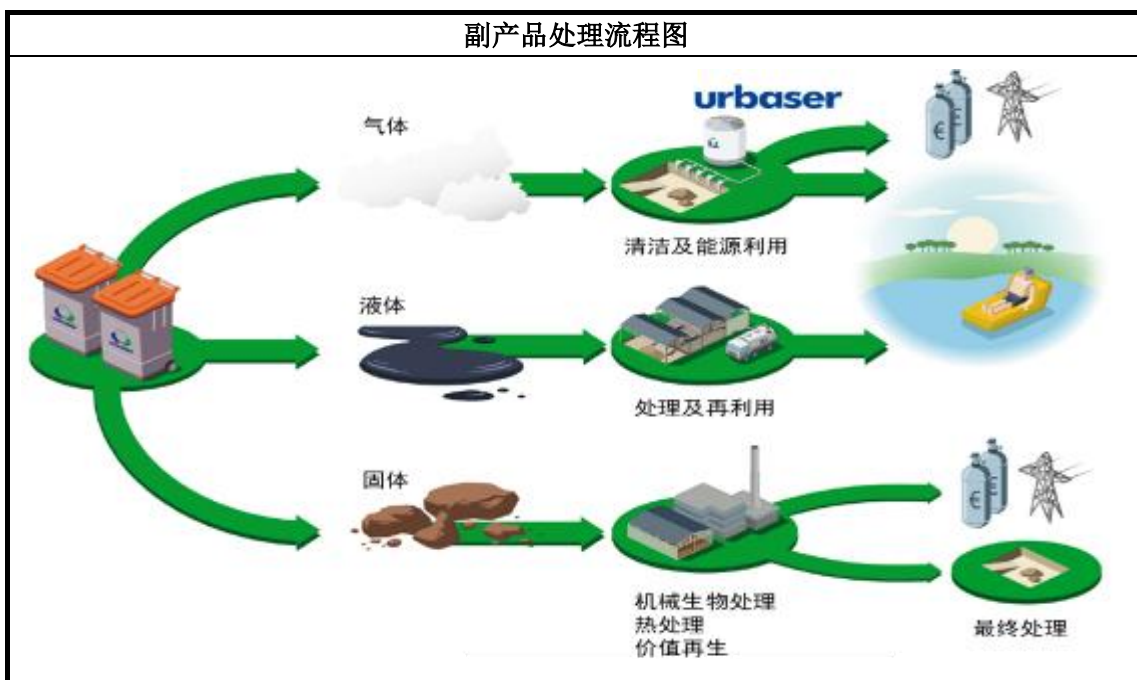 副产品处理流程图
urbaser
气体
清洁及能源利用
液体
处理及再利用
固体
机械生物处理
热处理
价值再生
最终处理